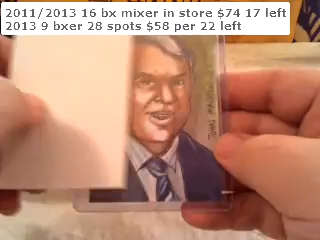 2011/2013 16 bx mixer in store $74 17 left
2013 9 bxer 28 spots $58 per 22 left